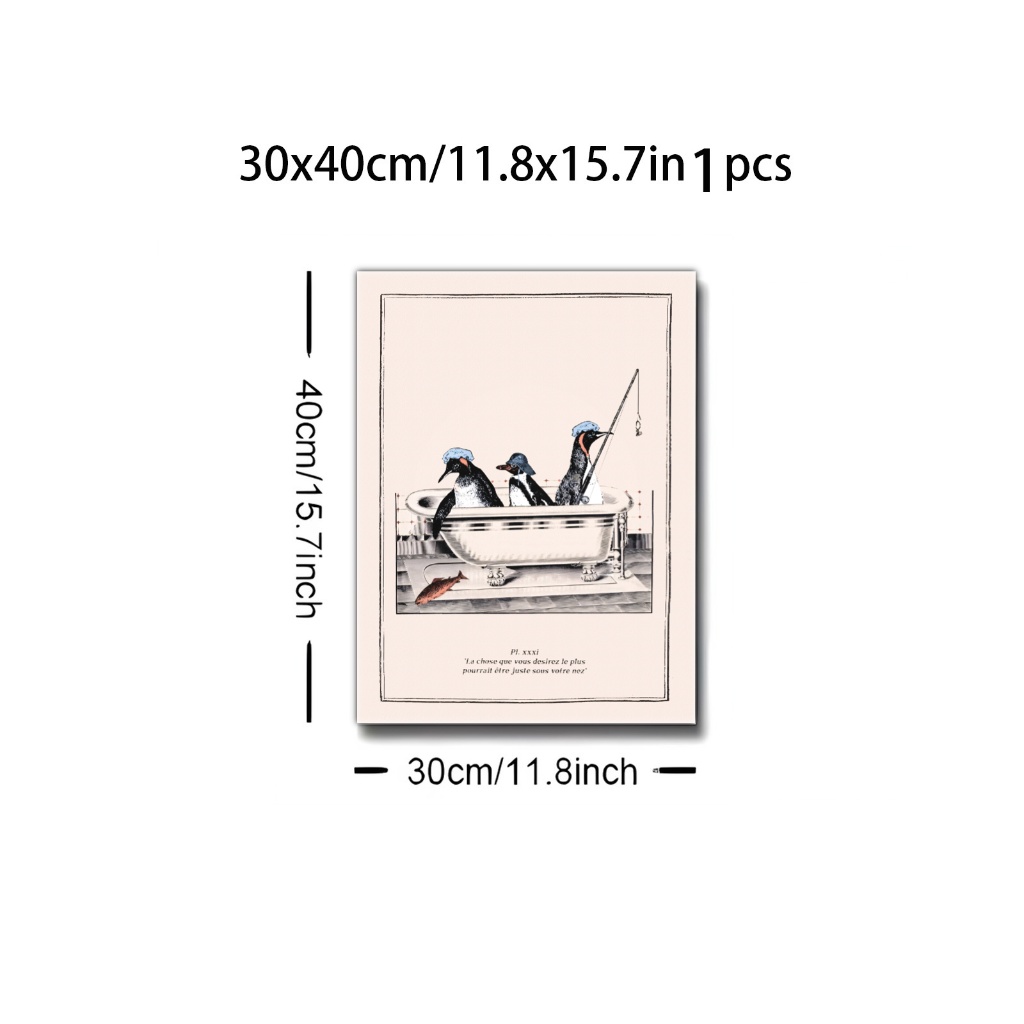 30x40cm/11.8x15.7in 1 pcs
40cm/15.7inch
Pl. xxxi
"La chose que vous desirez le plus
pourrait être juste sous votre nez"
30cm/11.8inch